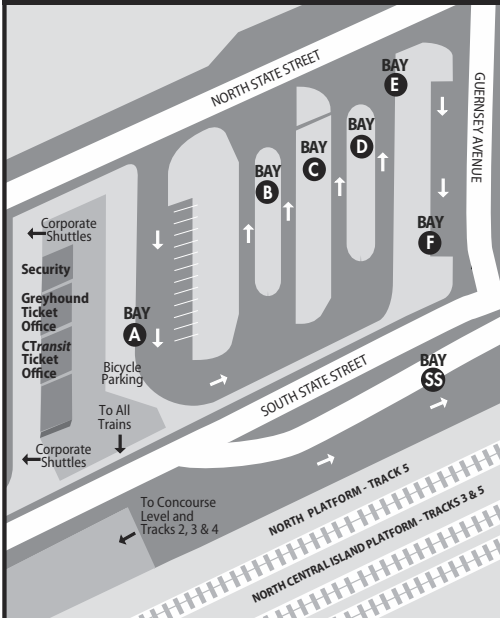 NORTH STATE STREET
GUERNSEY AVENUE
BAY
E
BAY
D
BAY
C
BAY
B
BAY
F
BAY
A
BAY
SS
Corporate
Shuttles
Security
Greyhound
Ticket
Office
CTransit
Ticket
Office
Bicycle
Parking
To All
Trains
Corporate
Shuttles
SOUTH STATE STREET
To Concourse
Level and
Tracks 2, 3 & 4
NORTH PLATFORM - TRACK 5
NORTH CENTRAL ISLAND PLATFORM - TRACKS 3 & 5